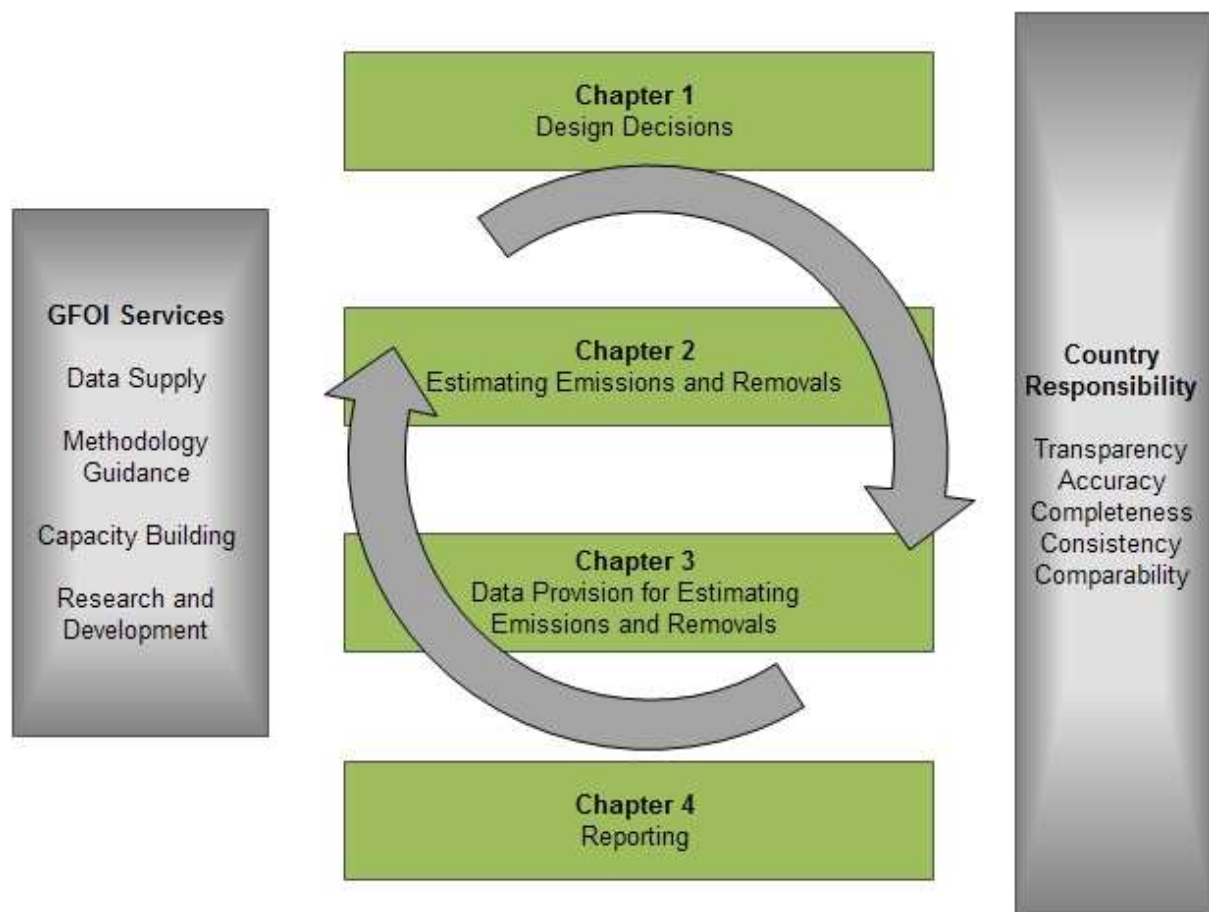 GFOI Services
Data Supply
Methodology
Guidance
Capacity Building
Research and
Development
Chapter 1
Design Decisions
Chapter 2
Estimating Emissions and Removals
Chapter 3
Data Provision for Estimating
Emissions and Removals
Chapter 4
Reporting
Country
Responsibility
Transparency
Accuracy
Completeness
Consistency
Comparability